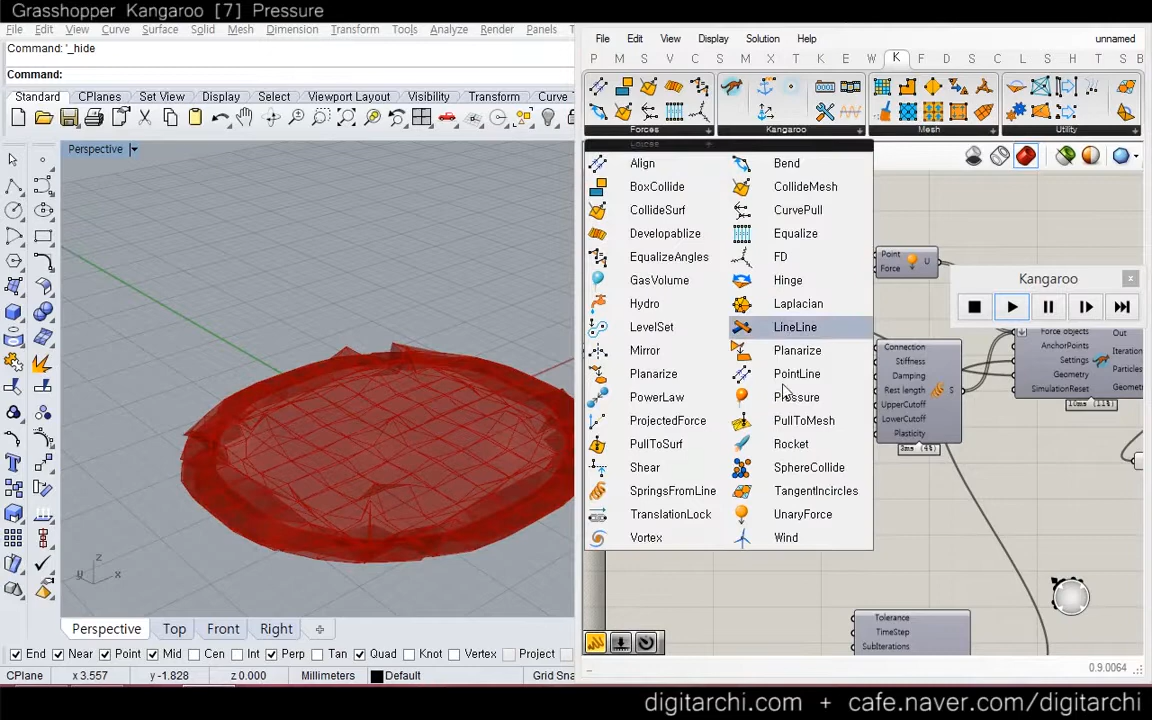 Grasshopper Kangaroo [7] Pressure
File Edit View Curve Surface Solid Mesh Dimension Transform Tools Analyze Render Panels
Command: '_hide
Command:
Standard CPlanes Set View Display Select Viewport Layout Visibility Transform Curve
Perspective
Perspective Top Front Right
End Near Point Mid Cen Int Perp Tan Quad Knot Vertex Project
CPlane x 3.557 y -1.828 z 0.000 Millimeters Default Grid Snap
z
y x
File Edit View Display Solution Help unnamed
P M S V C M X T K E W K F D S C H T S B
Forces Kangaroo Mesh Utility
Align Bend
BoxCollide CollideMesh
CollideSurf CurvePull
Developablize Equalize
EqualizeAngles FD
GasVolume Hinge
Hydro Laplacian
LevelSet LineLine
Mirror Planarize
Planarize PointLine
PowerLaw Pressure
ProjectedForce PullToMesh
PullToSurf Rocket
Shear SphereCollide
SpringsFromLine TangentIncircles
TranslationLock UnaryForce
Vortex Wind
Point
Force
U
Kangaroo
Connection
Stiffness
Damping
Rest length
UpperCutoff
LowerCutoff
Plasticity
S
3ms (4%)
Force objects
AnchorPoints
Settings
Geometry
SimulationReset
Out
Iteration
Particles
Geometr
10ms (11%)
Tolerance
TimeStep
SubIterations
0.9.0064
digitarchi.com + cafe.naver.com/digitarchi